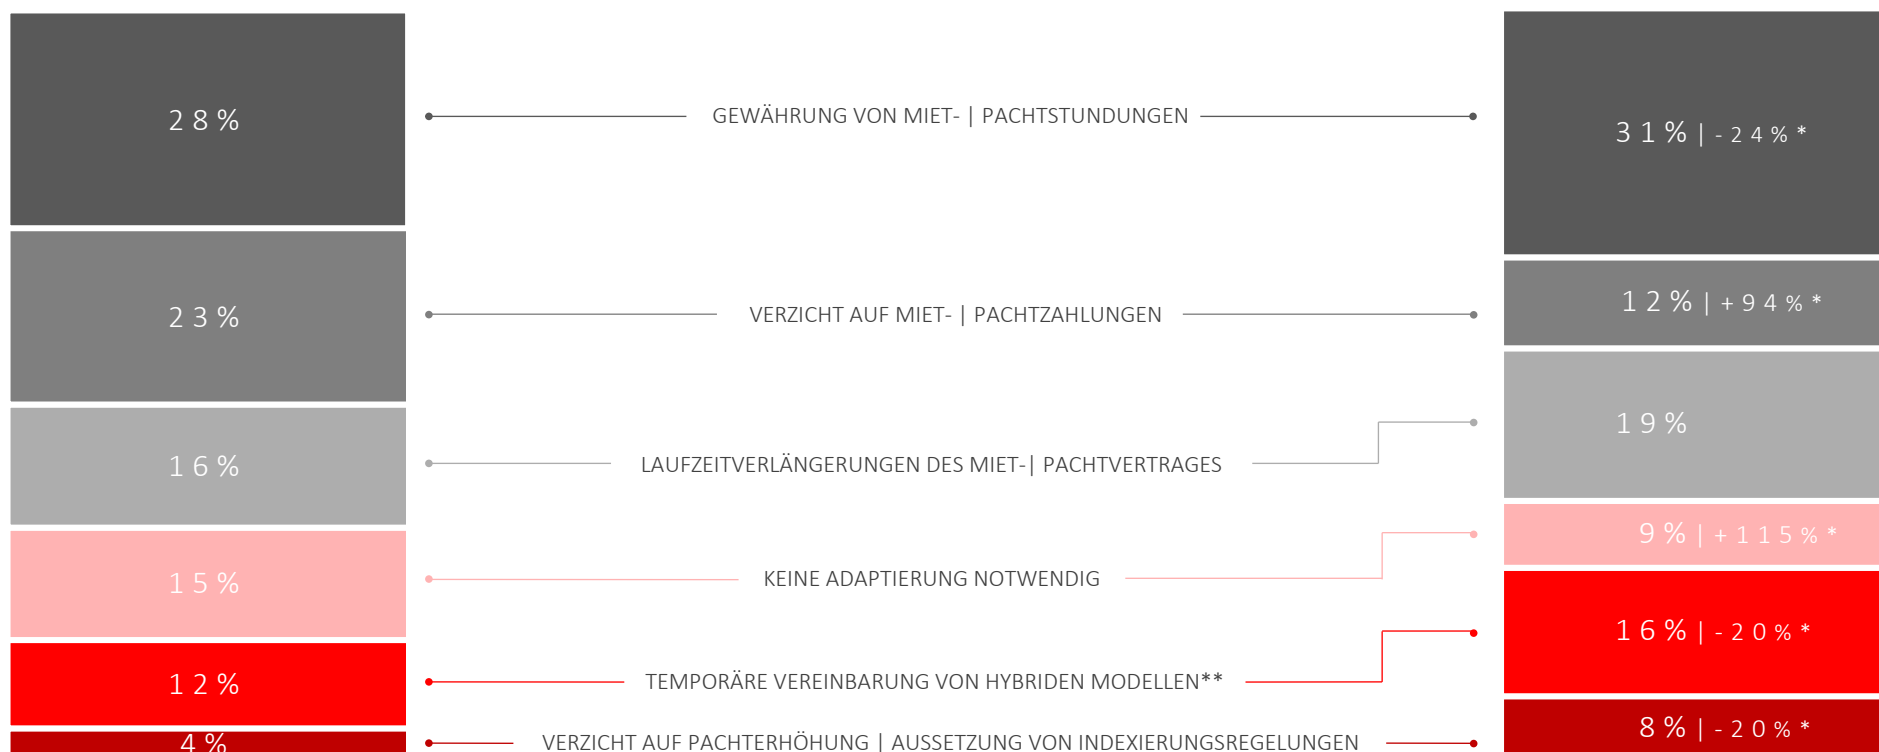 28%
GEWÄHRUNG VON MIET- | PACHTSTUNDUNGEN
31% | -24%*
23%
VERZICHT AUF MIET- | PACHTZAHLUNGEN
12% | +94%*
16%
LAUFZEITVERLÄNGERUNGEN DES MIET-| PACHTVERTRAGES
19%
15%
KEINE ADAPTIERUNG NOTWENDIG
9% | +115%*
12%
TEMPORÄRE VEREINBARUNG VON HYBRIDEN MODELLEN**
16% | -20%*
4%
VERZICHT AUF PACHTERHÖHUNG | AUSSETZUNG VON INDEXIERUNGSREGELUNGEN
8% | -20%*